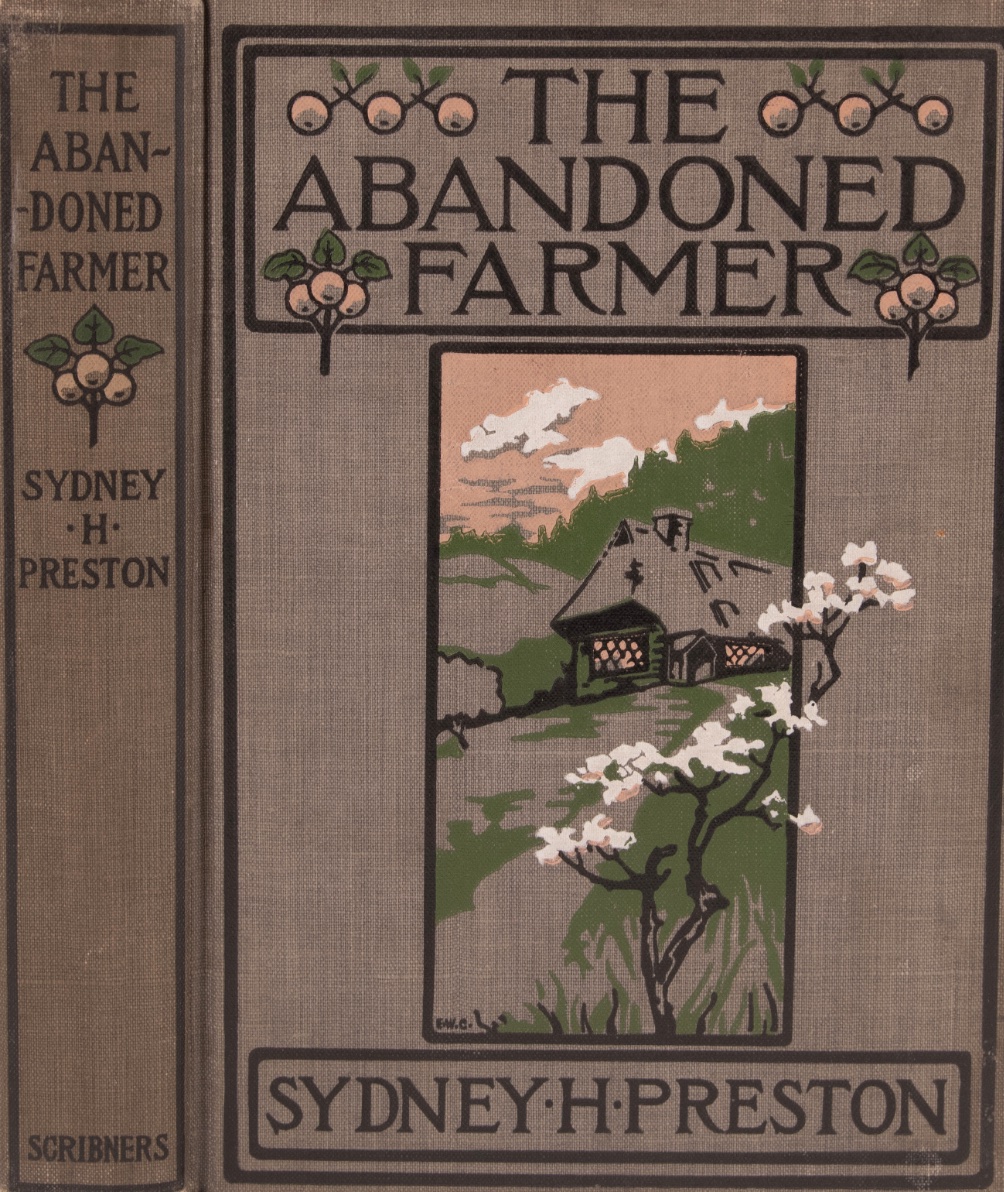 THE
ABAN-
-DONED
FARMER
SYDNEY
·H·
PRESTON
SCRIBNERS
THE
ABANDONED
FARMER
E.W.C.
SYDNEY·H·PRESTON